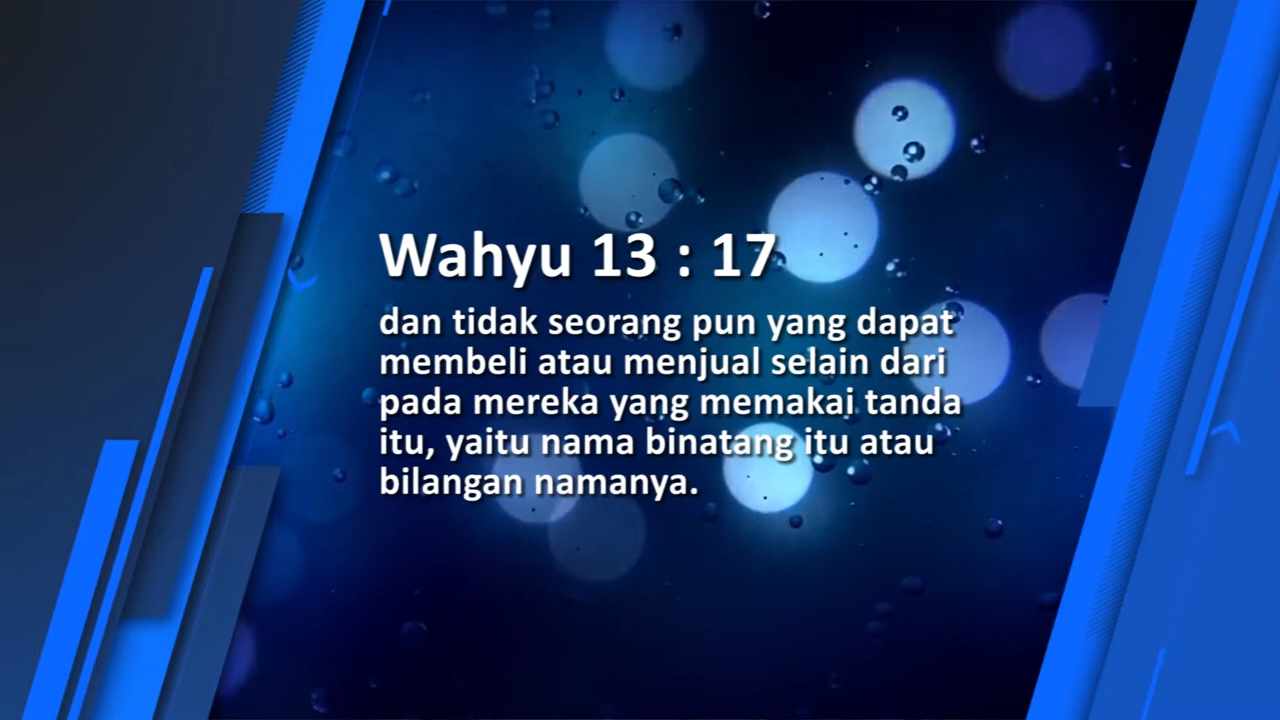 Wahyu 13 : 17
dan tidak seorang pun yang dapat
membeli atau menjual selain dari
pada mereka yang memakai tanda
itu, yaitu nama binatang itu atau
bilangan namanya.